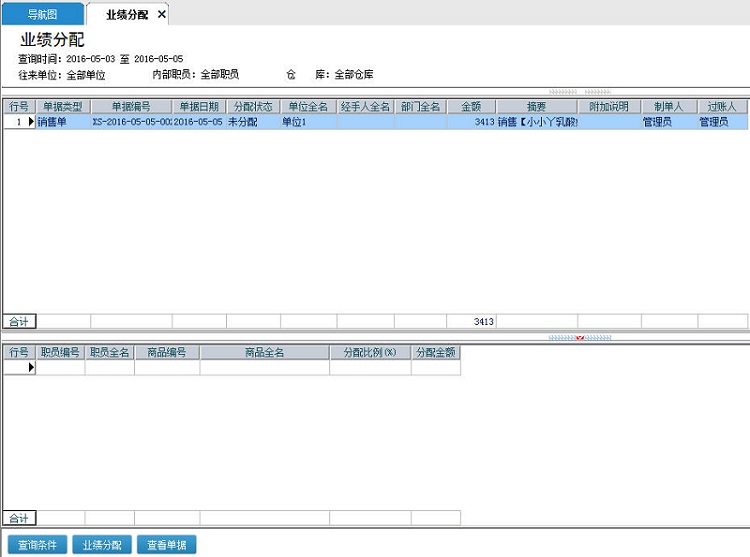 导航图 业绩分配 ✕
业绩分配
查询时间：2016-05-03 至 2016-05-05
往来单位：全部单位 内部职员：全部职员 仓 库：全部仓库
行号 单据类型 单据编号 单据日期 分配状态 单位全名 经手人全名 部门全名 金额 摘要 附加说明 制单人 过账人
1 销售单 XS-2016-05-05-00 2016-05-05 未分配 单位1 3413 销售【小小丫乳酸 管理员 管理员
合计 3413
行号 职员编号 职员全名 商品编号 商品全名 分配比例(%) 分配金额
合计
查询条件 业绩分配 查看单据